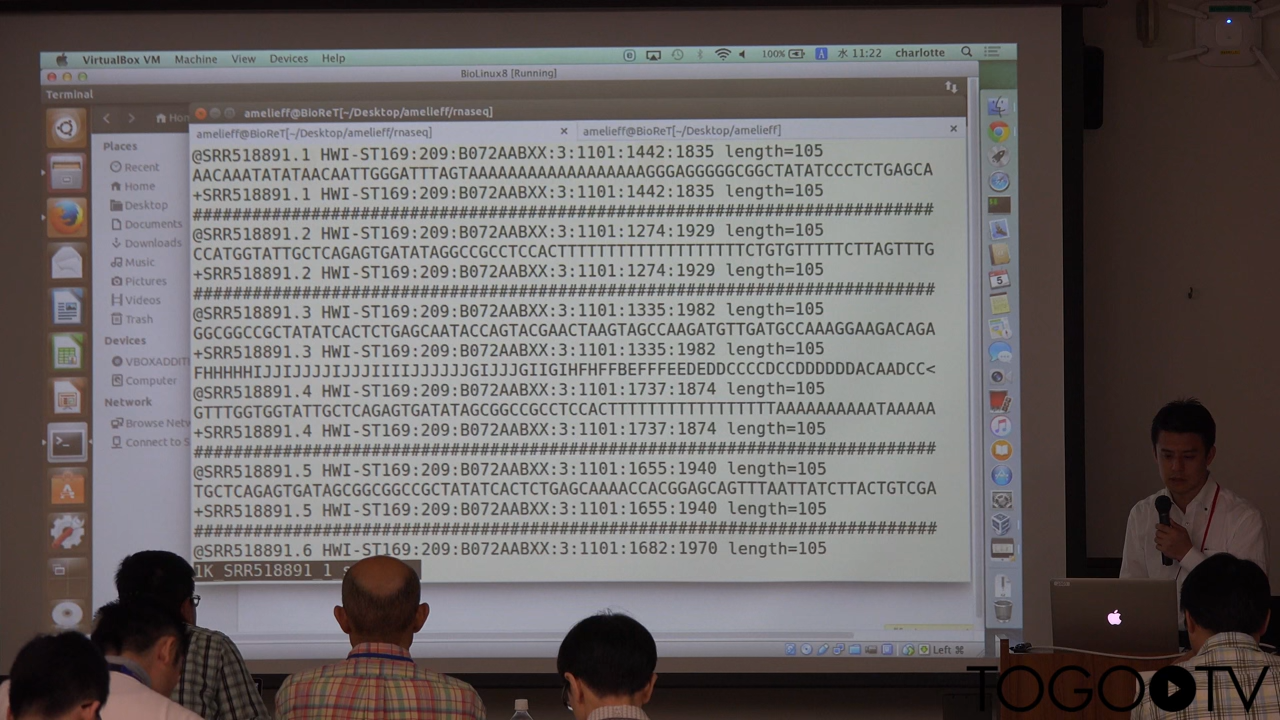 VirtualBox VM Machine View Devices Help 100% A 水 11:22 charlotte
BioLinux8 [Running]
Terminal
amelieff@BioReT[~/Desktop/amelieff/rnaseq]
amelieff@BioReT[~/Desktop/amelieff/rnaseq] × amelieff@BioReT[~/Desktop/amelieff] ×
Places
Recent
Home
Desktop
Documents
Downloads
Music
Pictures
Videos
Trash
Devices
VBOXADDITI
Computer
Network
Browse Netw
Connect to S
@SRR518891.1 HWI-ST169:209:B072AABXX:3:1101:1442:1835 length=105
+SRR518891.1 HWI-ST169:209:B072AABXX:3:1101:1442:1835 length=105
@SRR518891.2 HWI-ST169:209:B072AABXX:3:1101:1274:1929 length=105
+SRR518891.2 HWI-ST169:209:B072AABXX:3:1101:1274:1929 length=105
@SRR518891.3 HWI-ST169:209:B072AABXX:3:1101:1335:1982 length=105
GGCGGCCGCTATATCACTCTGAGCAATACCAGTACGAACTAAGTAGCCAAGATGTTGATGCCAAAGGAAGACAGA
+SRR518891.3 HWI-ST169:209:B072AABXX:3:1101:1335:1982 length=105
FHHHHHIJJJIJJJJIJJJIIIIJJJJJJGIJJJGIIGIHFHFFBEFFFEEDEDDCCCCDCCDDDDDDACAADCC<
@SRR518891.4 HWI-ST169:209:B072AABXX:3:1101:1737:1874 length=105
+SRR518891.4 HWI-ST169:209:B072AABXX:3:1101:1737:1874 length=105
@SRR518891.5 HWI-ST169:209:B072AABXX:3:1101:1655:1940 length=105
TGCTCAGAGTGATAGCGGCGGCCGCTATATCACTCTGAGCAAAACCACGGAGCAGTTTAATTATCTTACTGTCGA
+SRR518891.5 HWI-ST169:209:B072AABXX:3:1101:1655:1940 length=105
@SRR518891.6 HWI-ST169:209:B072AABXX:3:1101:1682:1970 length=105
1K SRR518891_1
5
Left ⌘
TOGOTV